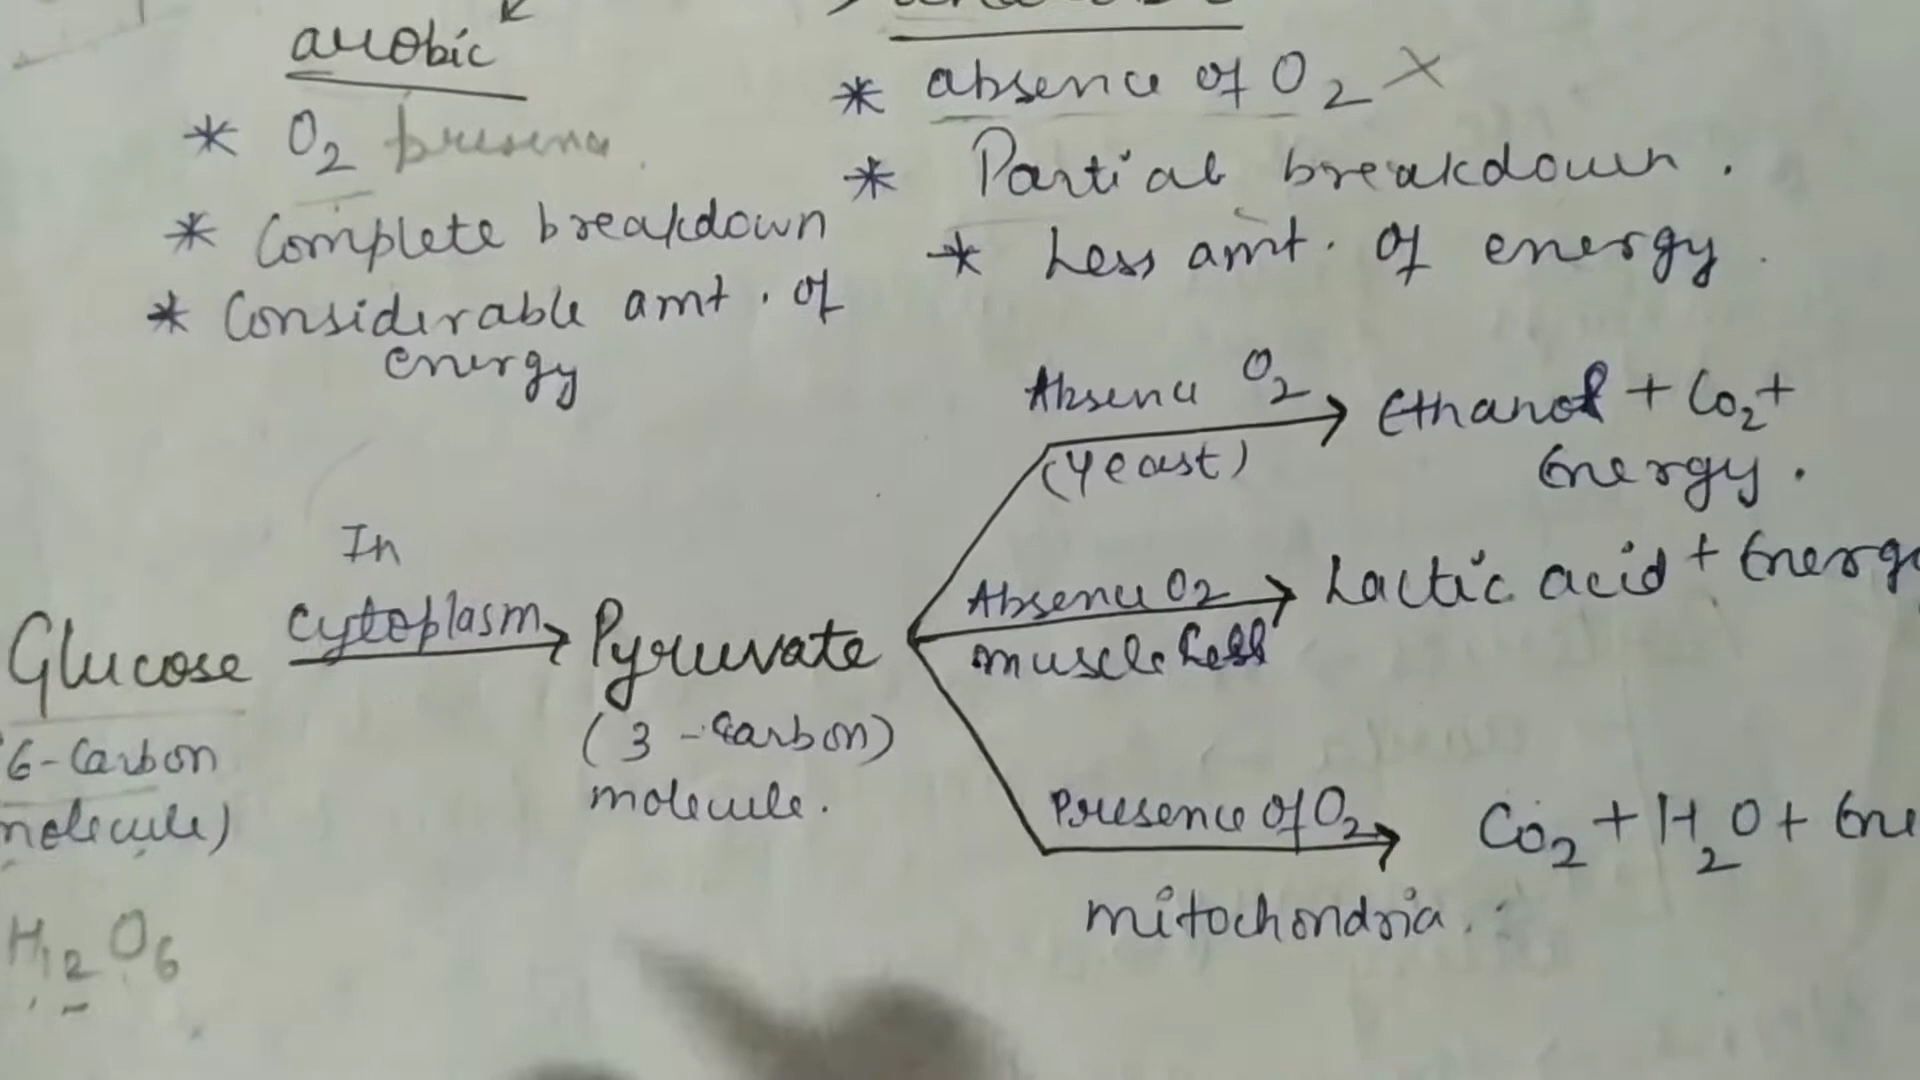 aerobic
* O2 presence
* Complete breakdown
* Considerable amt. of
energy
* absence of O2 ×
* Partial breakdown.
* Less amt. of energy.
Absence O2
(Yeast)
Ethanol + CO2 +
Energy.
In
cytoplasm
Glucose
6-Carbon
molecule)
H12O6
Pyruvate
(3-Carbon)
molecule.
Absence O2
muscle Cell
Lactic acid + Energy
Presence of O2
mitochondria.
CO2 + H2O + Ene